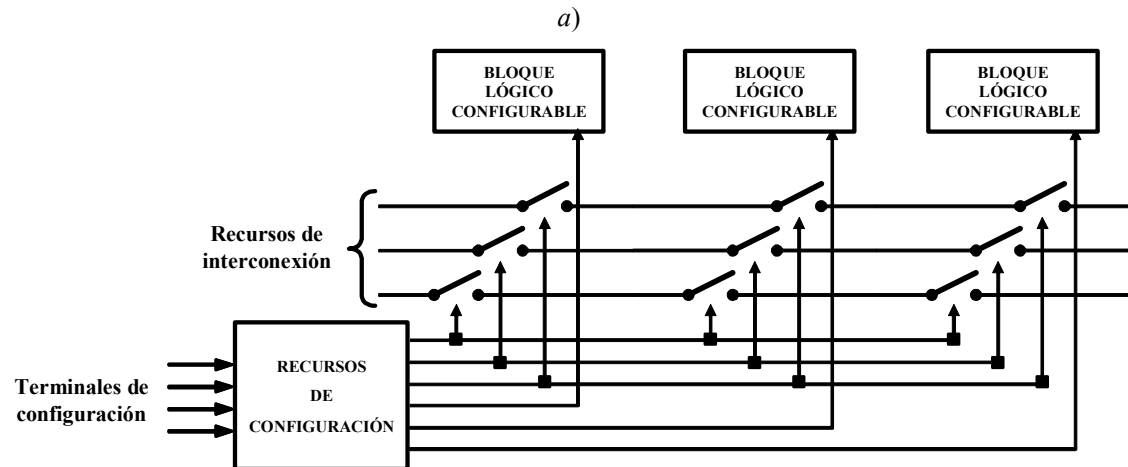 a)
BLOQUE
LÓGICO
CONFIGURABLE
BLOQUE
LÓGICO
CONFIGURABLE
BLOQUE
LÓGICO
CONFIGURABLE
Recursos de
interconexión
Terminales de
configuración
RECURSOS
DE
CONFIGURACIÓN